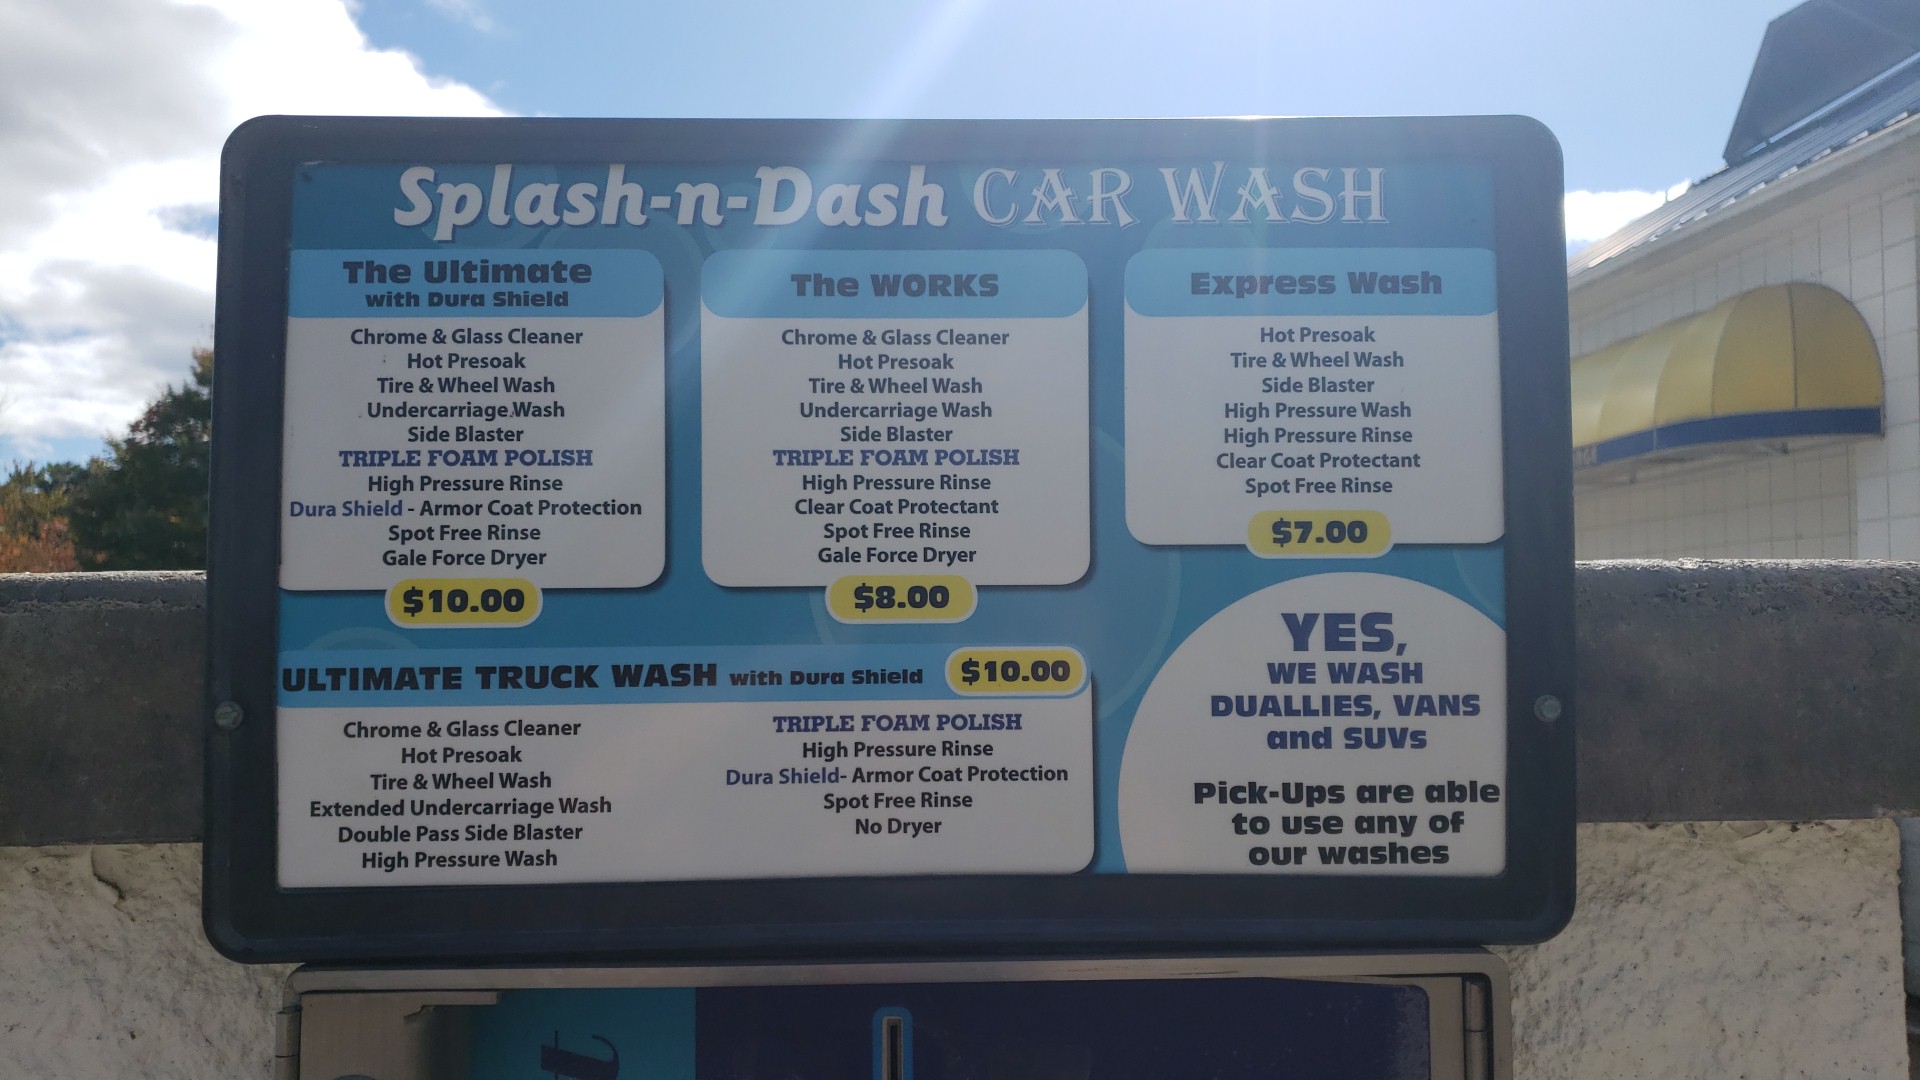 Splash-n-Dash CAR WASH
The Ultimate
with Dura Shield
Chrome & Glass Cleaner
Hot Presoak
Tire & Wheel Wash
Undercarriage Wash
Side Blaster
TRIPLE FOAM POLISH
High Pressure Rinse
Dura Shield - Armor Coat Protection
Spot Free Rinse
Gale Force Dryer
$10.00
The WORKS
Chrome & Glass Cleaner
Hot Presoak
Tire & Wheel Wash
Undercarriage Wash
Side Blaster
TRIPLE FOAM POLISH
High Pressure Rinse
Clear Coat Protectant
Spot Free Rinse
Gale Force Dryer
$8.00
Express Wash
Hot Presoak
Tire & Wheel Wash
Side Blaster
High Pressure Wash
High Pressure Rinse
Clear Coat Protectant
Spot Free Rinse
$7.00
ULTIMATE TRUCK WASH with Dura Shield $10.00
Chrome & Glass Cleaner
Hot Presoak
Tire & Wheel Wash
Extended Undercarriage Wash
Double Pass Side Blaster
High Pressure Wash
TRIPLE FOAM POLISH
High Pressure Rinse
Dura Shield- Armor Coat Protection
Spot Free Rinse
No Dryer
YES,
WE WASH
DUALLIES, VANS
and SUVs
Pick-Ups are able
to use any of
our washes